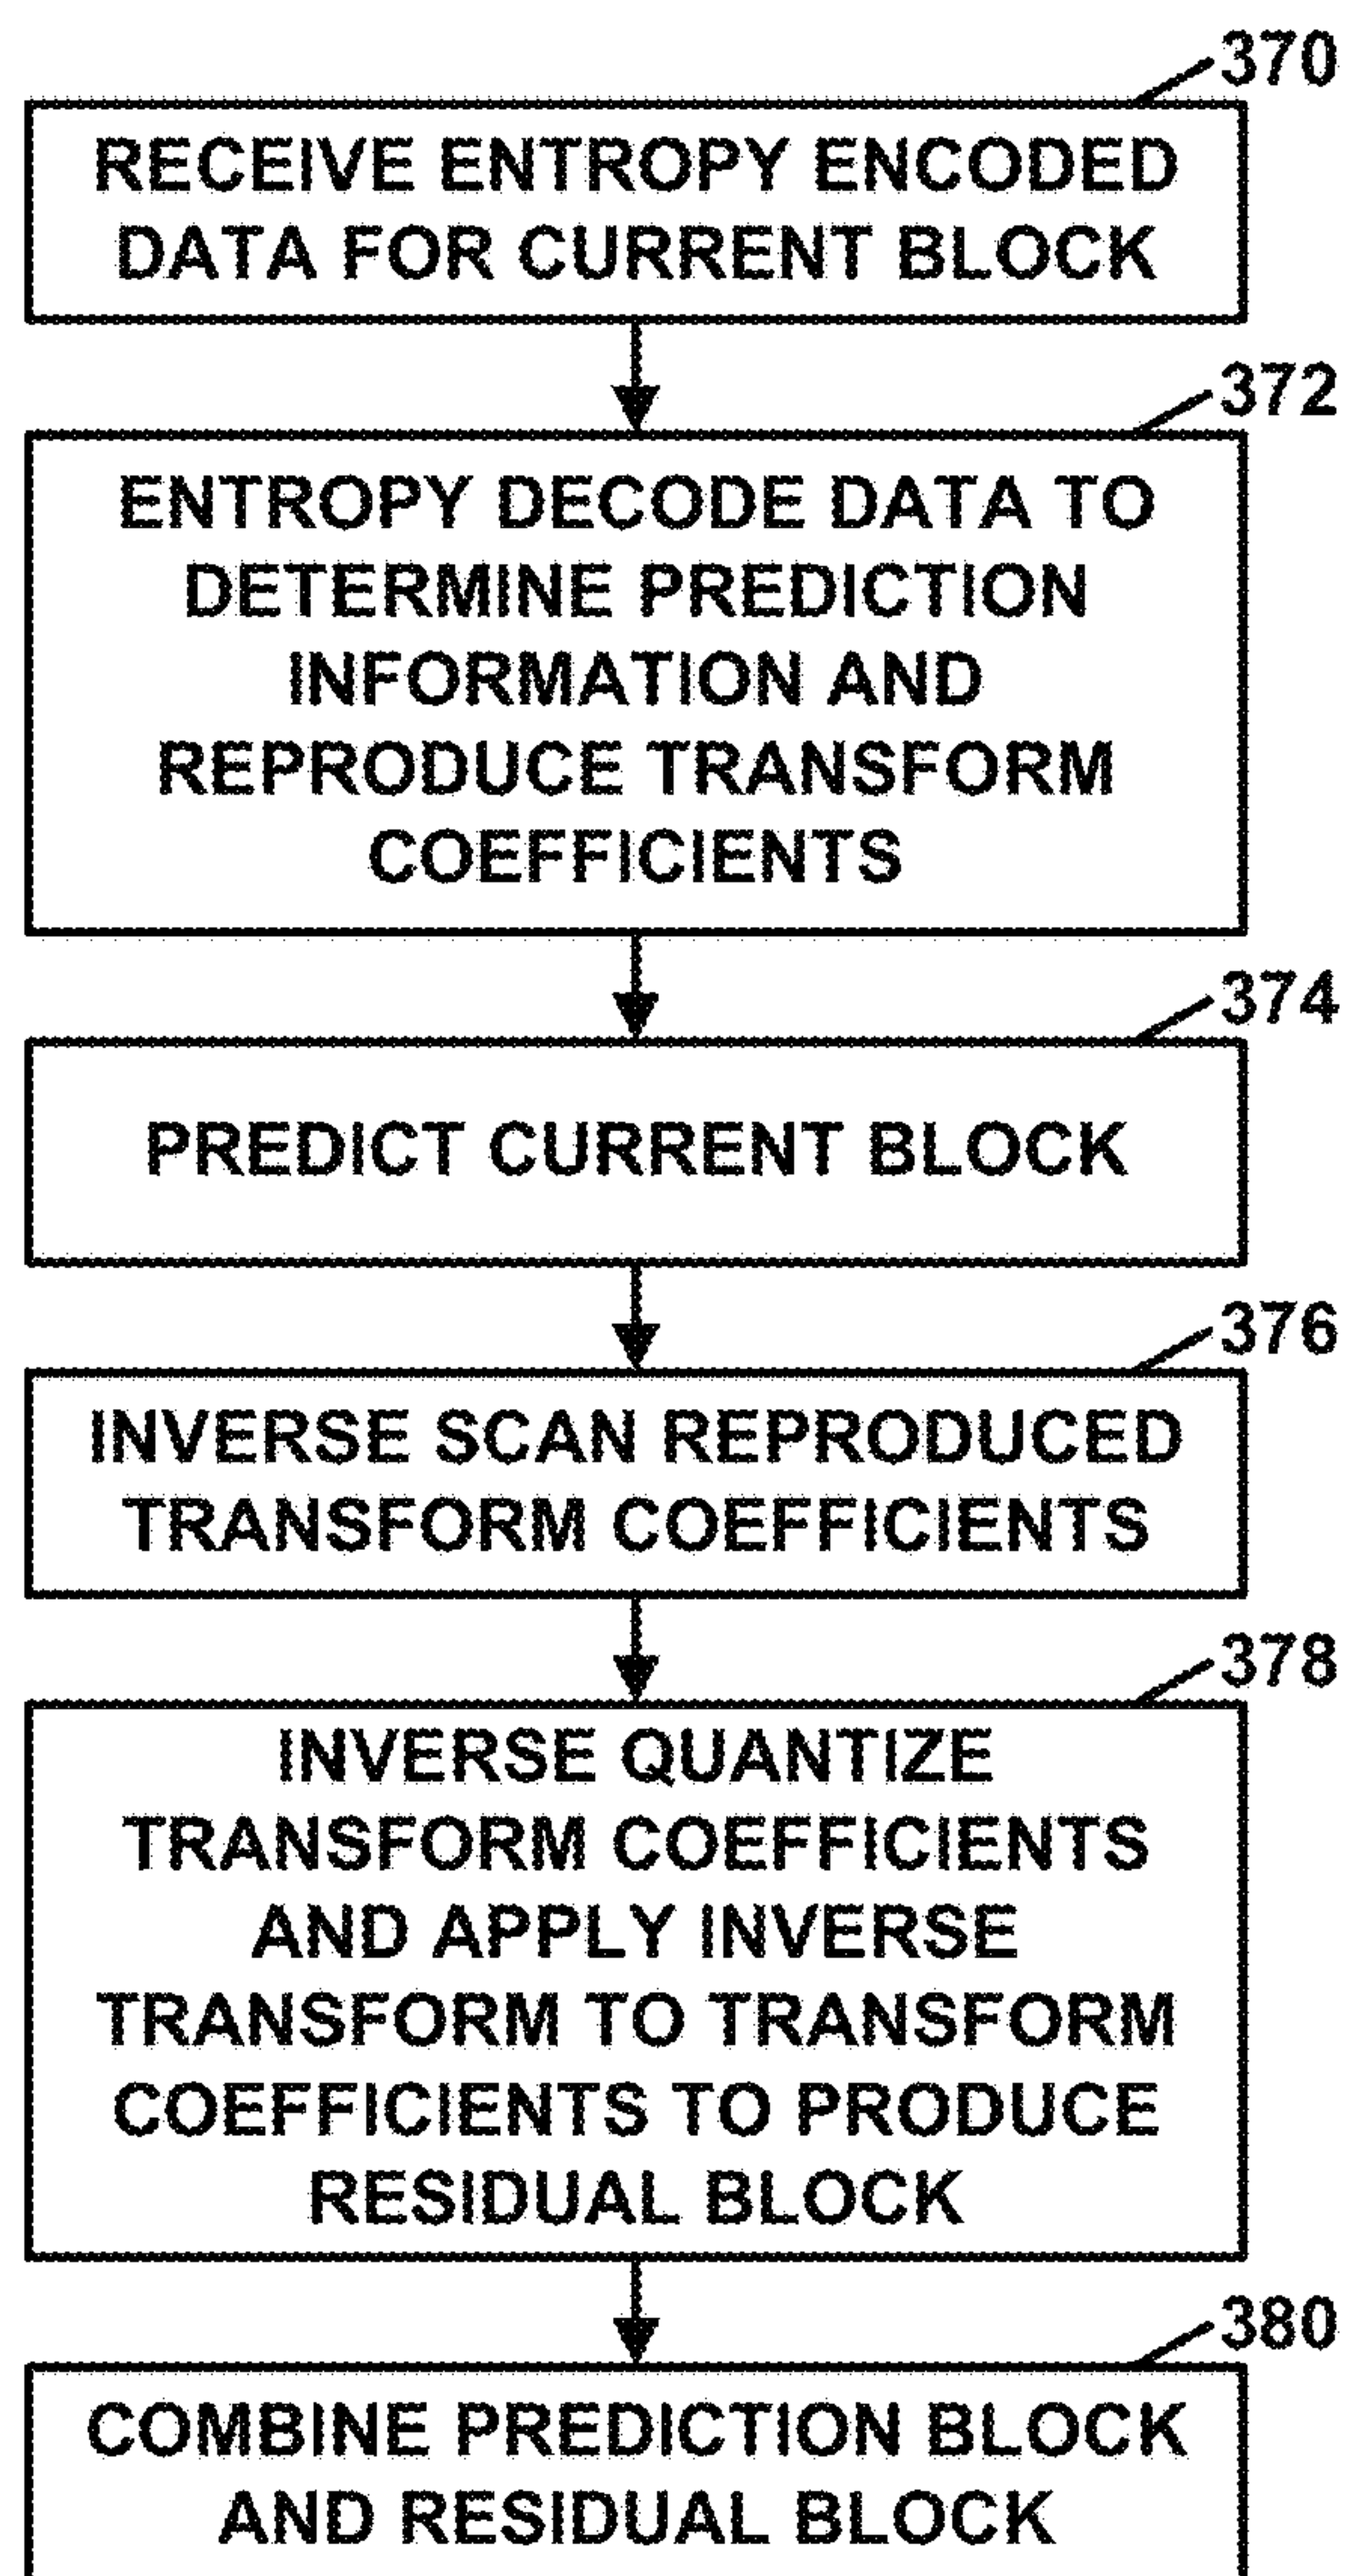 370
RECEIVE ENTROPY ENCODED
DATA FOR CURRENT BLOCK
372
ENTROPY DECODE DATA TO
DETERMINE PREDICTION
INFORMATION AND
REPRODUCE TRANSFORM
COEFFICIENTS
374
PREDICT CURRENT BLOCK
376
INVERSE SCAN REPRODUCED
TRANSFORM COEFFICIENTS
378
INVERSE QUANTIZE
TRANSFORM COEFFICIENTS
AND APPLY INVERSE
TRANSFORM TO TRANSFORM
COEFFICIENTS TO PRODUCE
RESIDUAL BLOCK
380
COMBINE PREDICTION BLOCK
AND RESIDUAL BLOCK